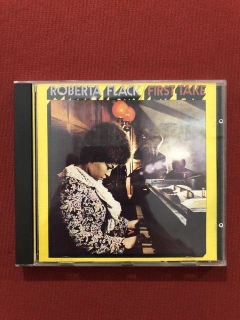 ROBERTA FLACK / FIRST TAKE